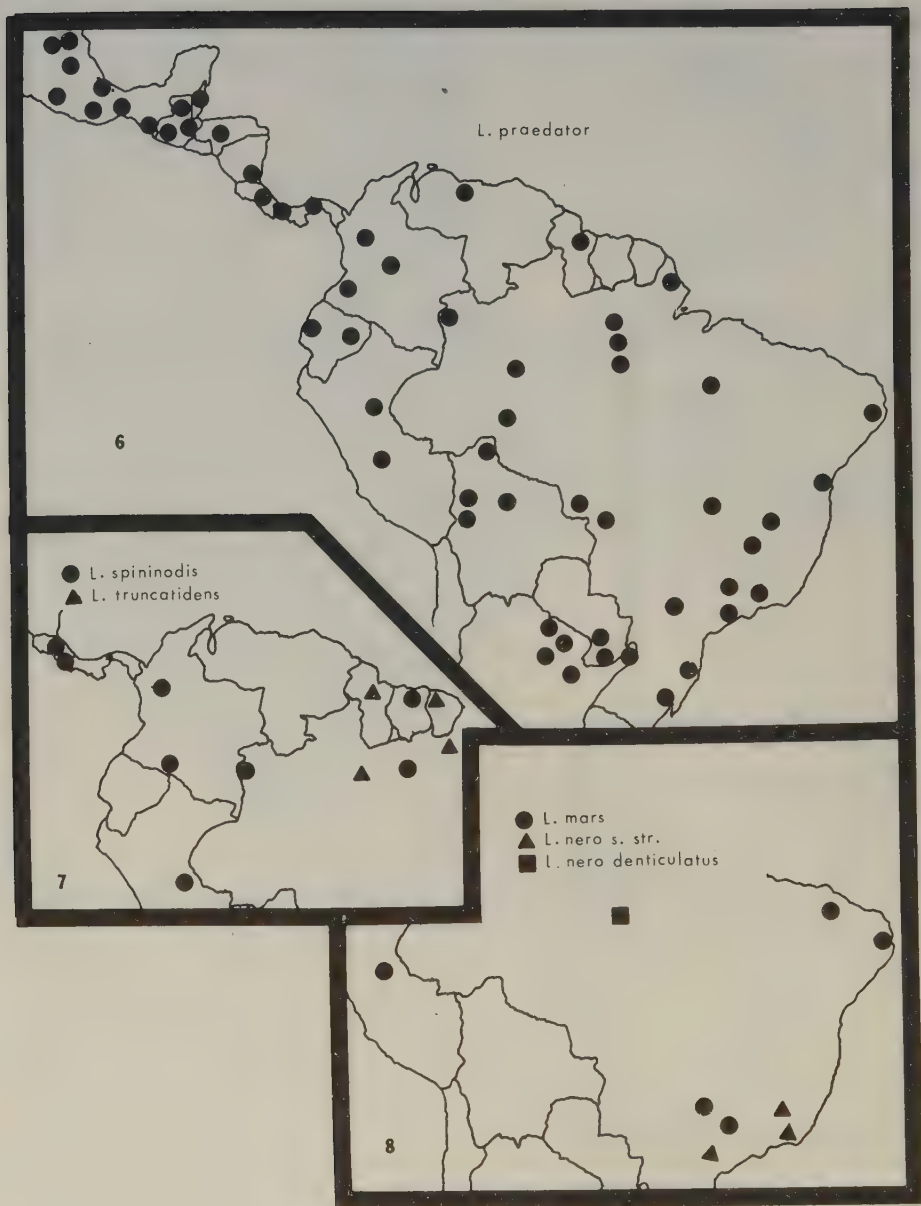 L. praedator
6
L. spininodis
L. truncatidens
7
L. mars
L. nero s. str.
L. nero denticulatus
8